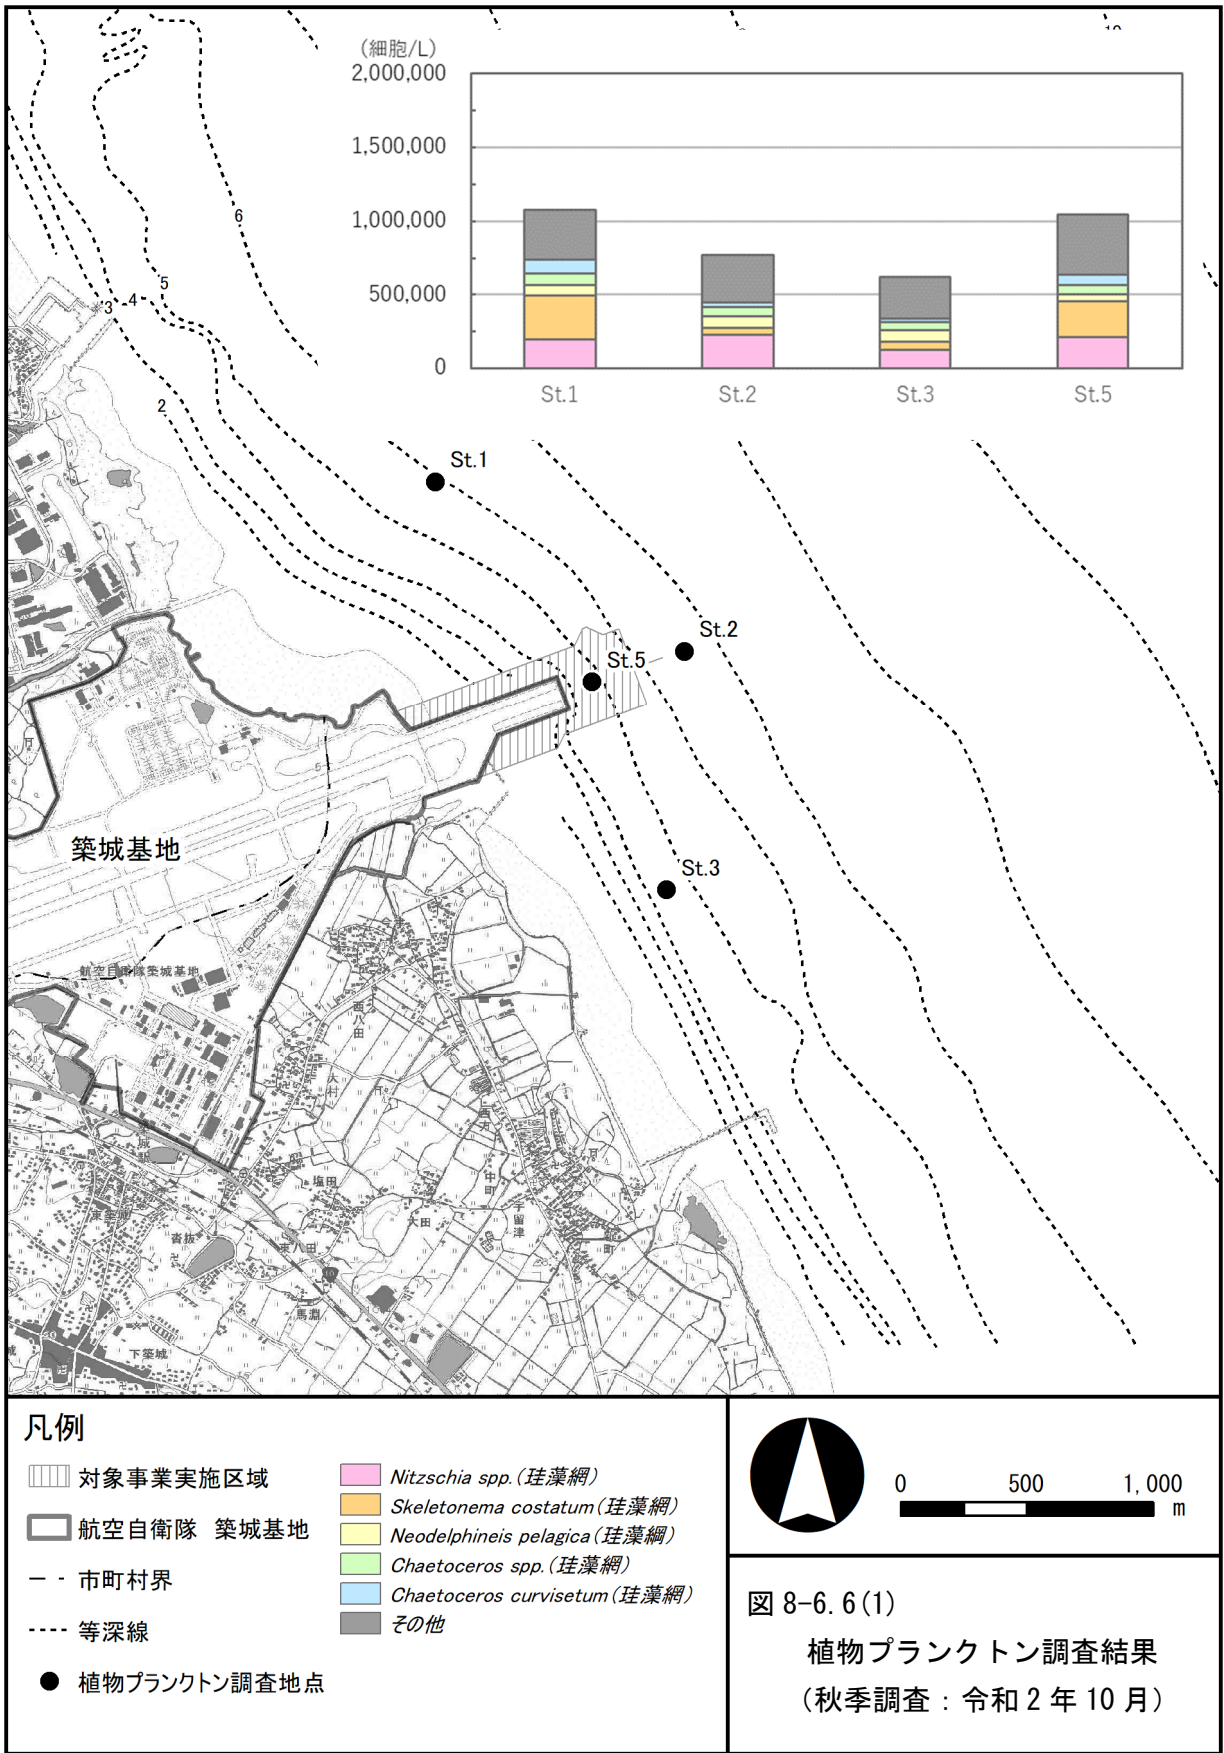 (細胞/L)
2,000,000
1,500,000
1,000,000
500,000
0
St.1
St.2
St.3
St.5
6
5
4
3
2
St.1
St.2
St.5
St.3
築城基地
航空自衛隊築城基地
西八田
塩田
大田
中町
宇留津
東八田
馬淵
下築城
凡例
対象事業実施区域
航空自衛隊 築城基地
市町村界
等深線
植物プランクトン調査地点
Nitzschia spp.(珪藻綱)
Skeletonema costatum(珪藻綱)
Neodelphineis pelagica(珪藻綱)
Chaetoceros spp.(珪藻綱)
Chaetoceros curvisetum(珪藻綱)
その他
0 500 1,000
m
図 8-6.6(1)
植物プランクトン調査結果
(秋季調査：令和2年10月)